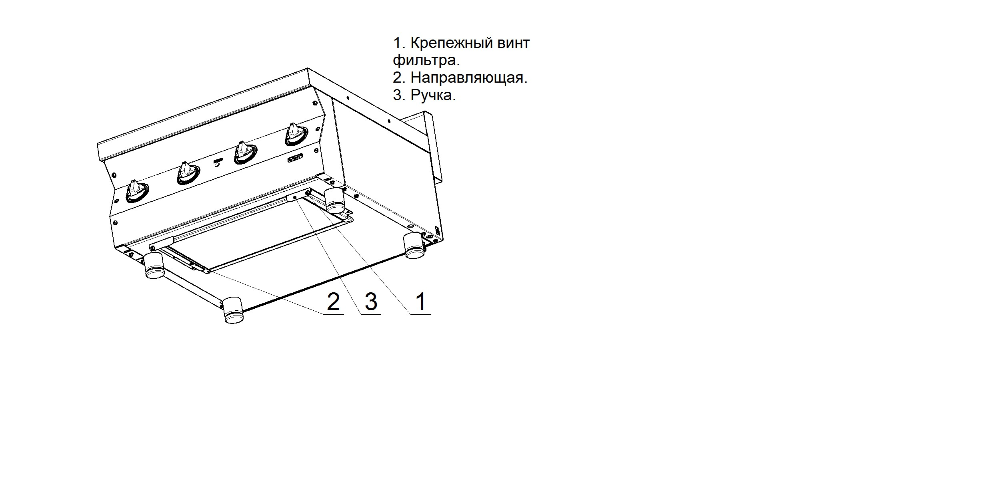 1. Крепежный винт
фильтра.
2. Направляющая.
3. Ручка.
2 3 1